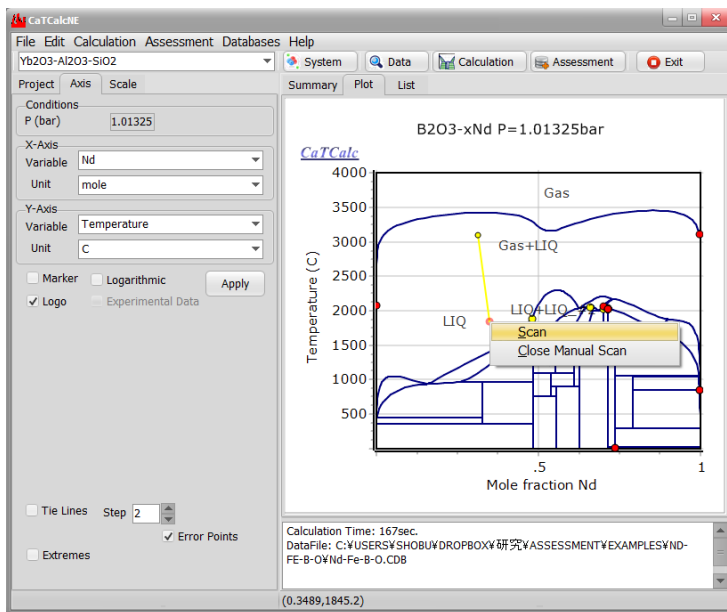 CaTCalcNE
File Edit Calculation Assessment Databases Help
Yb2O3-Al2O3-SiO2
System Data Calculation Assessment Exit
Project Axis Scale
Summary Plot List
Conditions
P (bar) 1.01325
X-Axis
Variable Nd
Unit mole
Y-Axis
Variable Temperature
Unit C
Marker Logarithmic Apply
Logo Experimental Data
Tie Lines Step 2
Error Points
Extremes
B2O3-xNd P=1.01325bar
CaTCalc
4000
3500
3000
2500
2000
1500
1000
500
Temperature (C)
Gas
Gas+LIQ
LIQ
LIQ+LIQ
Scan
Close Manual Scan
.5
1
Mole fraction Nd
Calculation Time: 167sec.
DataFile: C:¥USERS¥SHOBU¥DROPBOX¥研究¥ASSESSMENT¥EXAMPLES¥ND-
FE-B-O¥Nd-Fe-B-O.CDB
(0.3489,1845.2)